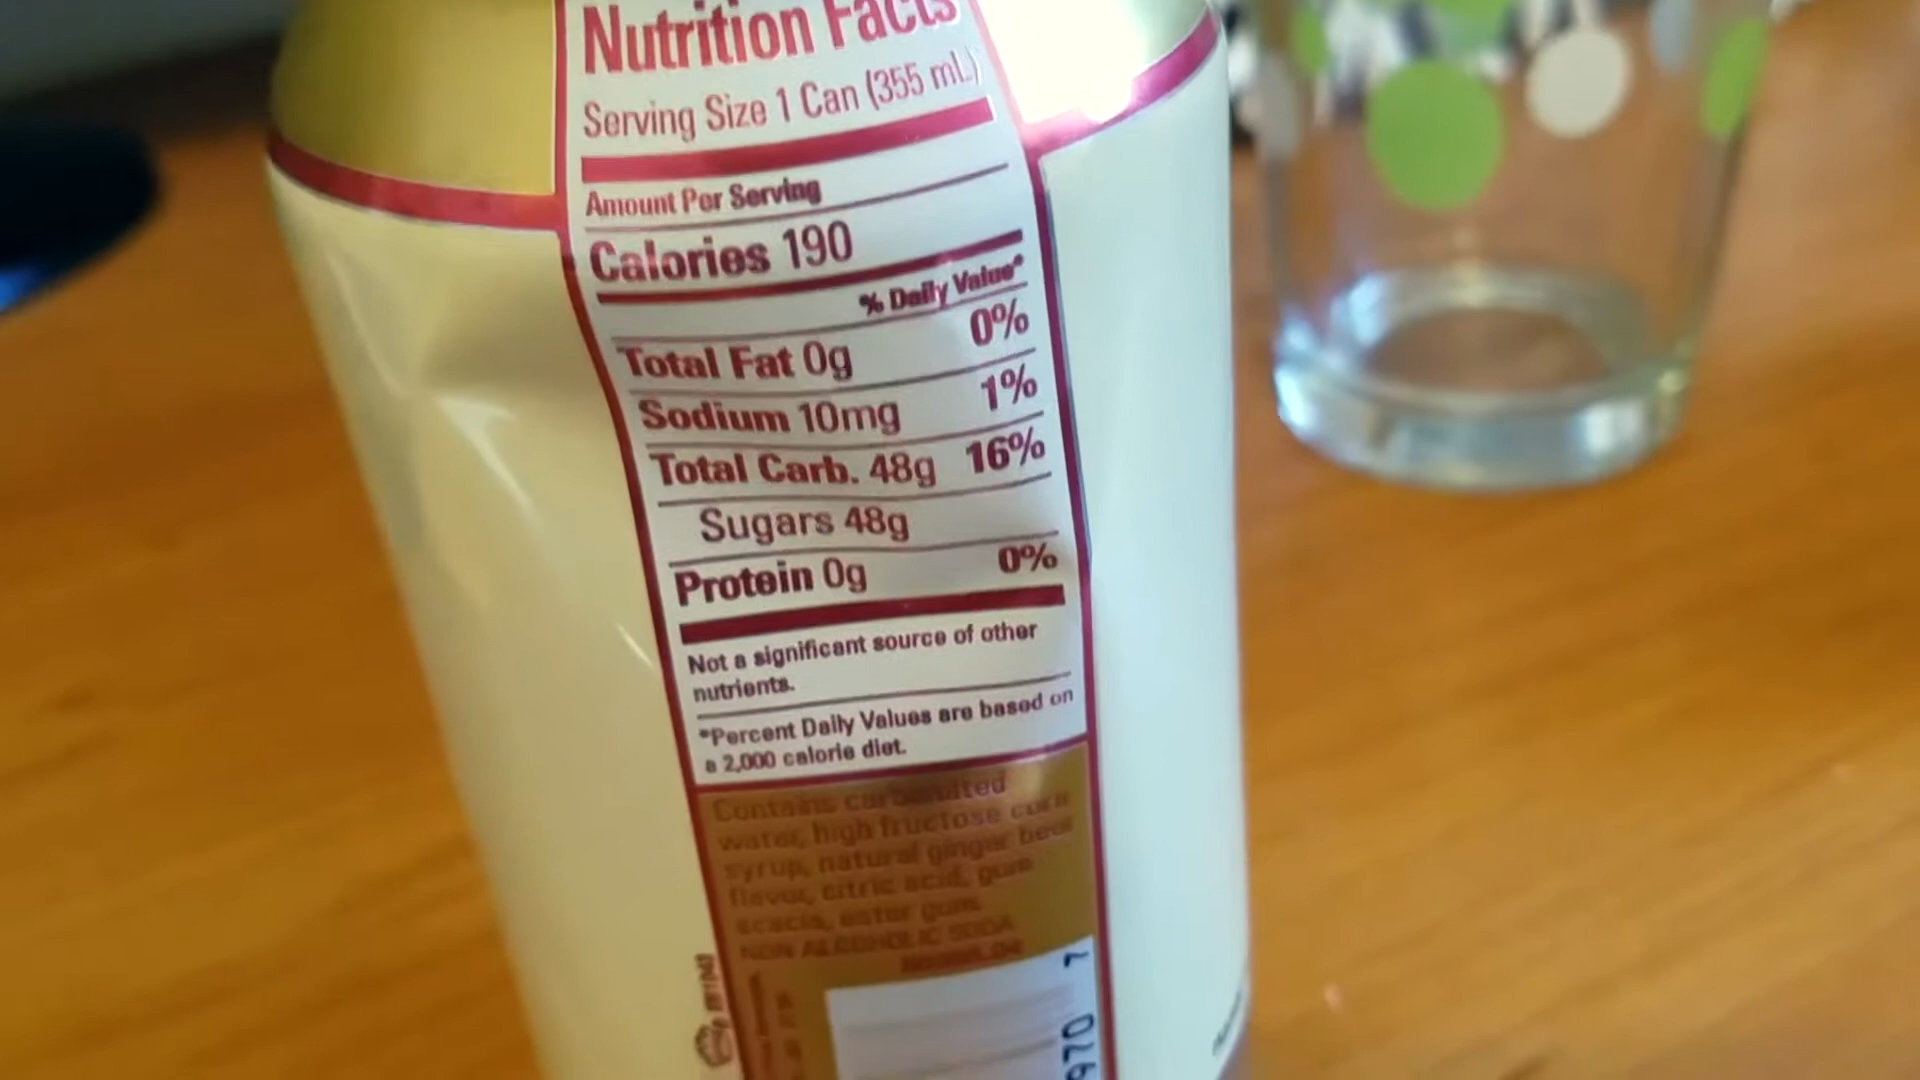 Nutrition Facts
Serving Size 1 Can (355 mL)
Amount Per Serving
Calories 190
% Daily Value*
Total Fat 0g 0%
Sodium 10mg 1%
Total Carb. 48g 16%
Sugars 48g
Protein 0g 0%
Not a significant source of other
nutrients.
*Percent Daily Values are based on
a 2,000 calorie diet.
Contains carbonated
water, high fructose corn
syrup, natural ginger beer
flavor, citric acid, gum
acacia, ester gum.
NON ALCOHOLIC SODA
970 7